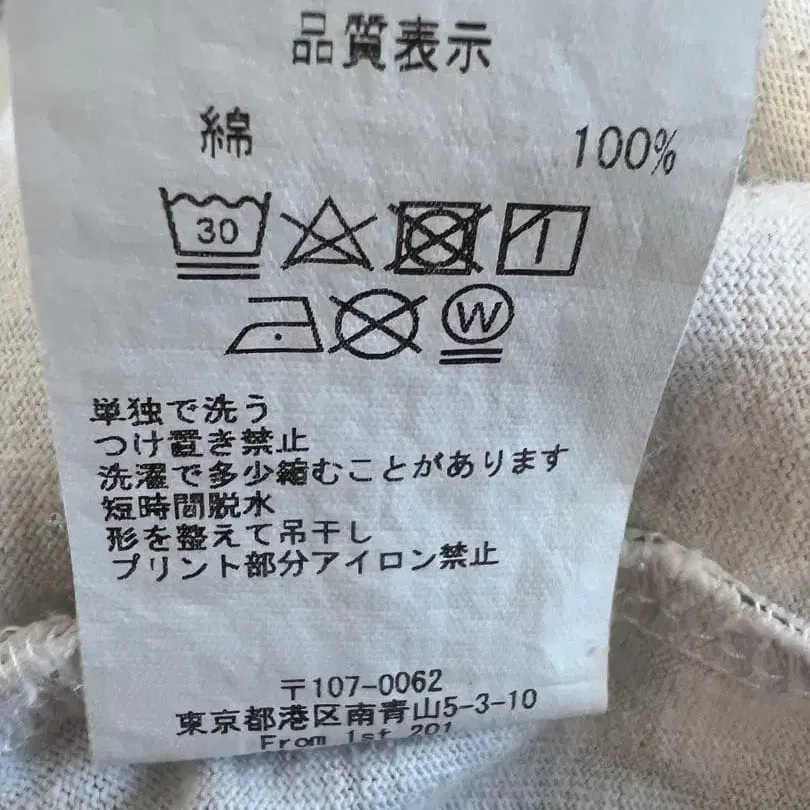 品質表示
綿 100%
30
W
単独で洗う
つけ置き禁止
洗濯で多少縮むことがあります
短時間脱水
形を整えて吊干し
プリント部分アイロン禁止
〒107-0062
東京都港区南青山5-3-10
From 1st 201